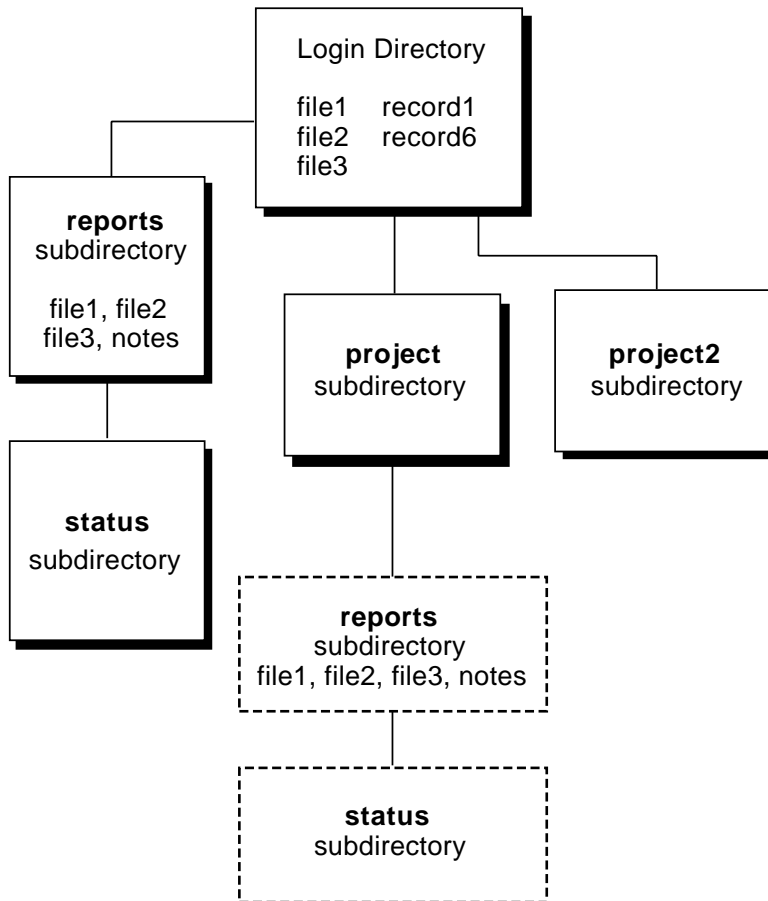 Login Directory
file1 record1
file2 record6
file3
reports
subdirectory
file1, file2
file3, notes
project
subdirectory
project2
subdirectory
status
subdirectory
reports
subdirectory
file1, file2, file3, notes
status
subdirectory